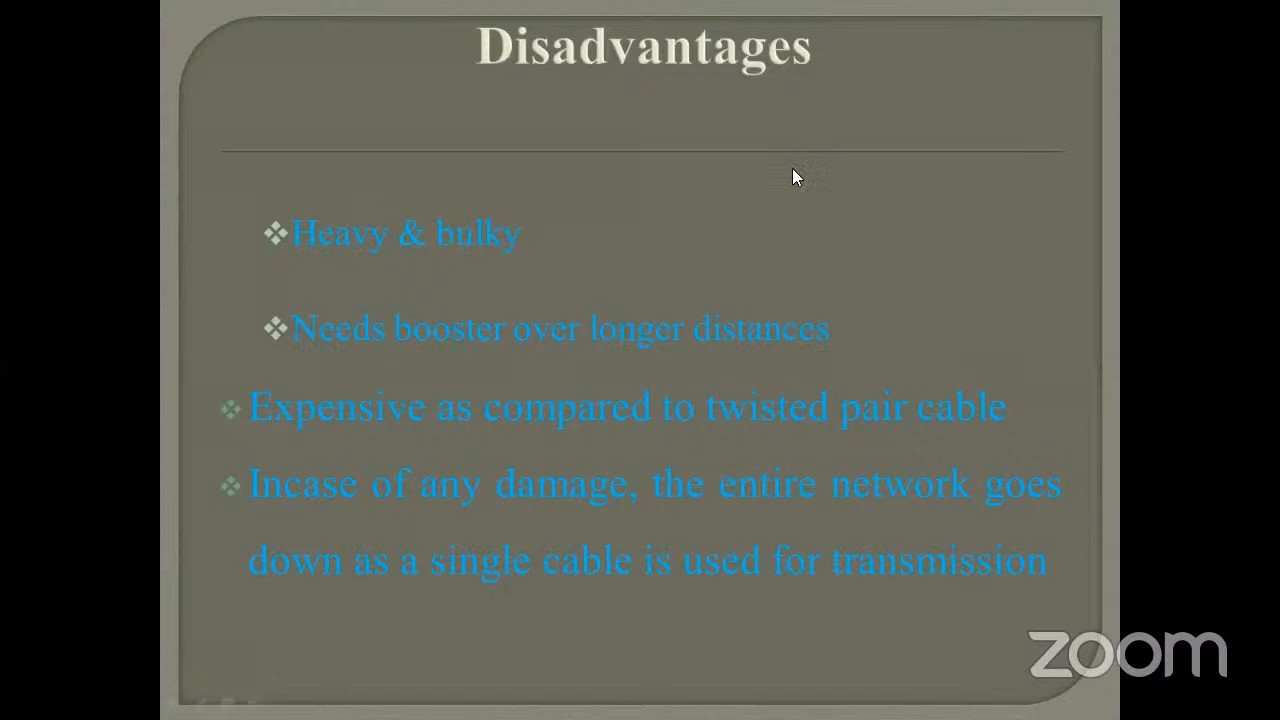 Disadvantages
Heavy & bulky
Needs booster over longer distances
Expensive as compared to twisted pair cable
Incase of any damage, the entire network goes
down as a single cable is used for transmission
zoom